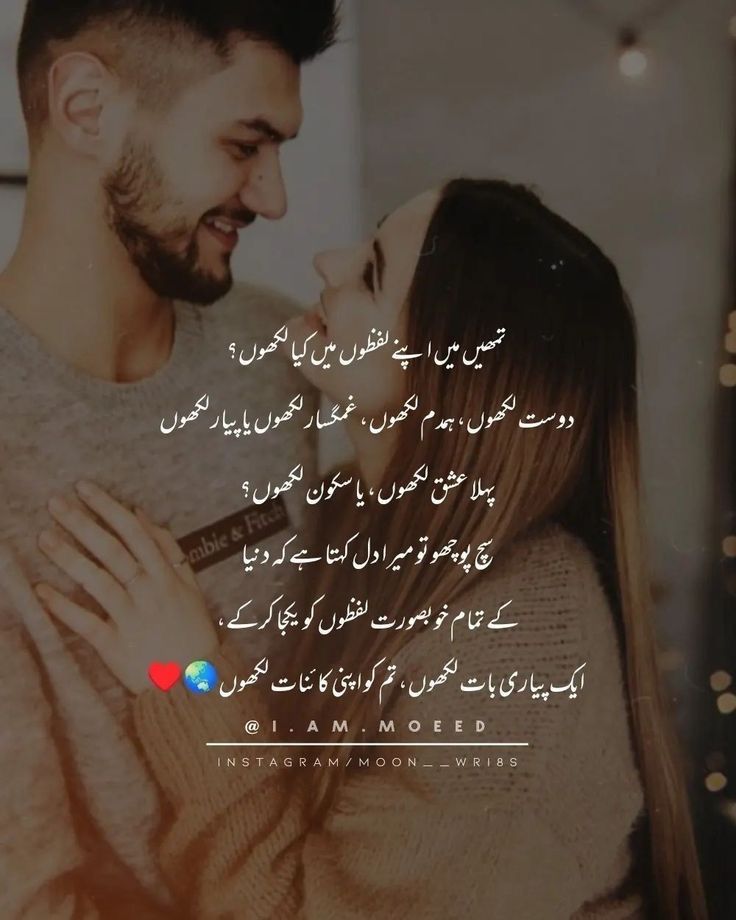 تمھیں میں اپنے لفظوں میں کیا لکھوں؟
دوست لکھوں، ہمدم لکھوں، غمگسار لکھوں یا پیار لکھوں
پہلا عشق لکھوں، یا سکون لکھوں؟
سچ پوچھو تو میرا دل کہتا ہے کہ دنیا
کے تمام خوبصورت لفظوں کو یکجا کر کے،
ایک پیاری بات لکھوں، تم کو اپنی کائنات لکھوں🌏♥️
@I.AM.MOEED
INSTAGRAM/MOON__WRI8S
mbie & Fitch